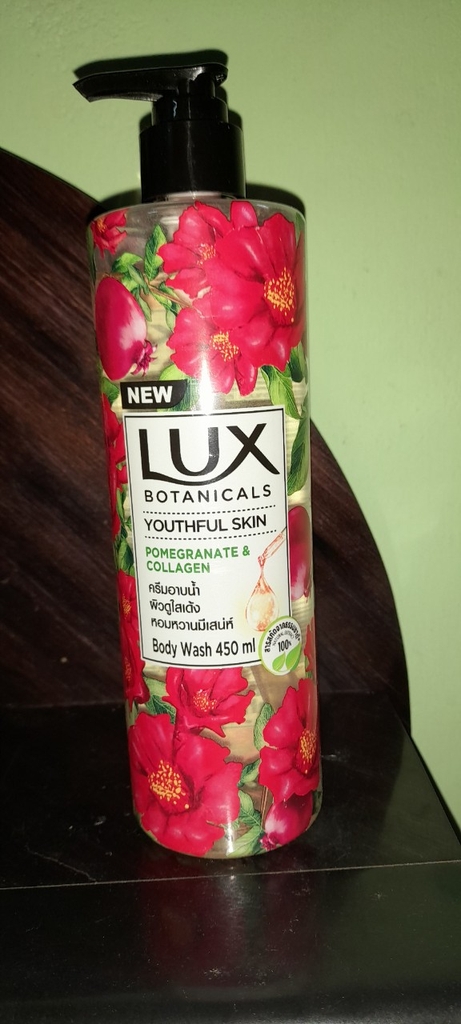 NEW
LUX
BOTANICALS
YOUTHFUL SKIN
POMEGRANATE &
COLLAGEN
ครีมอาบน้ำ
ผิวดูใสเด้ง
หอมหวานมีเสน่ห์
Body Wash 450 ml
100%